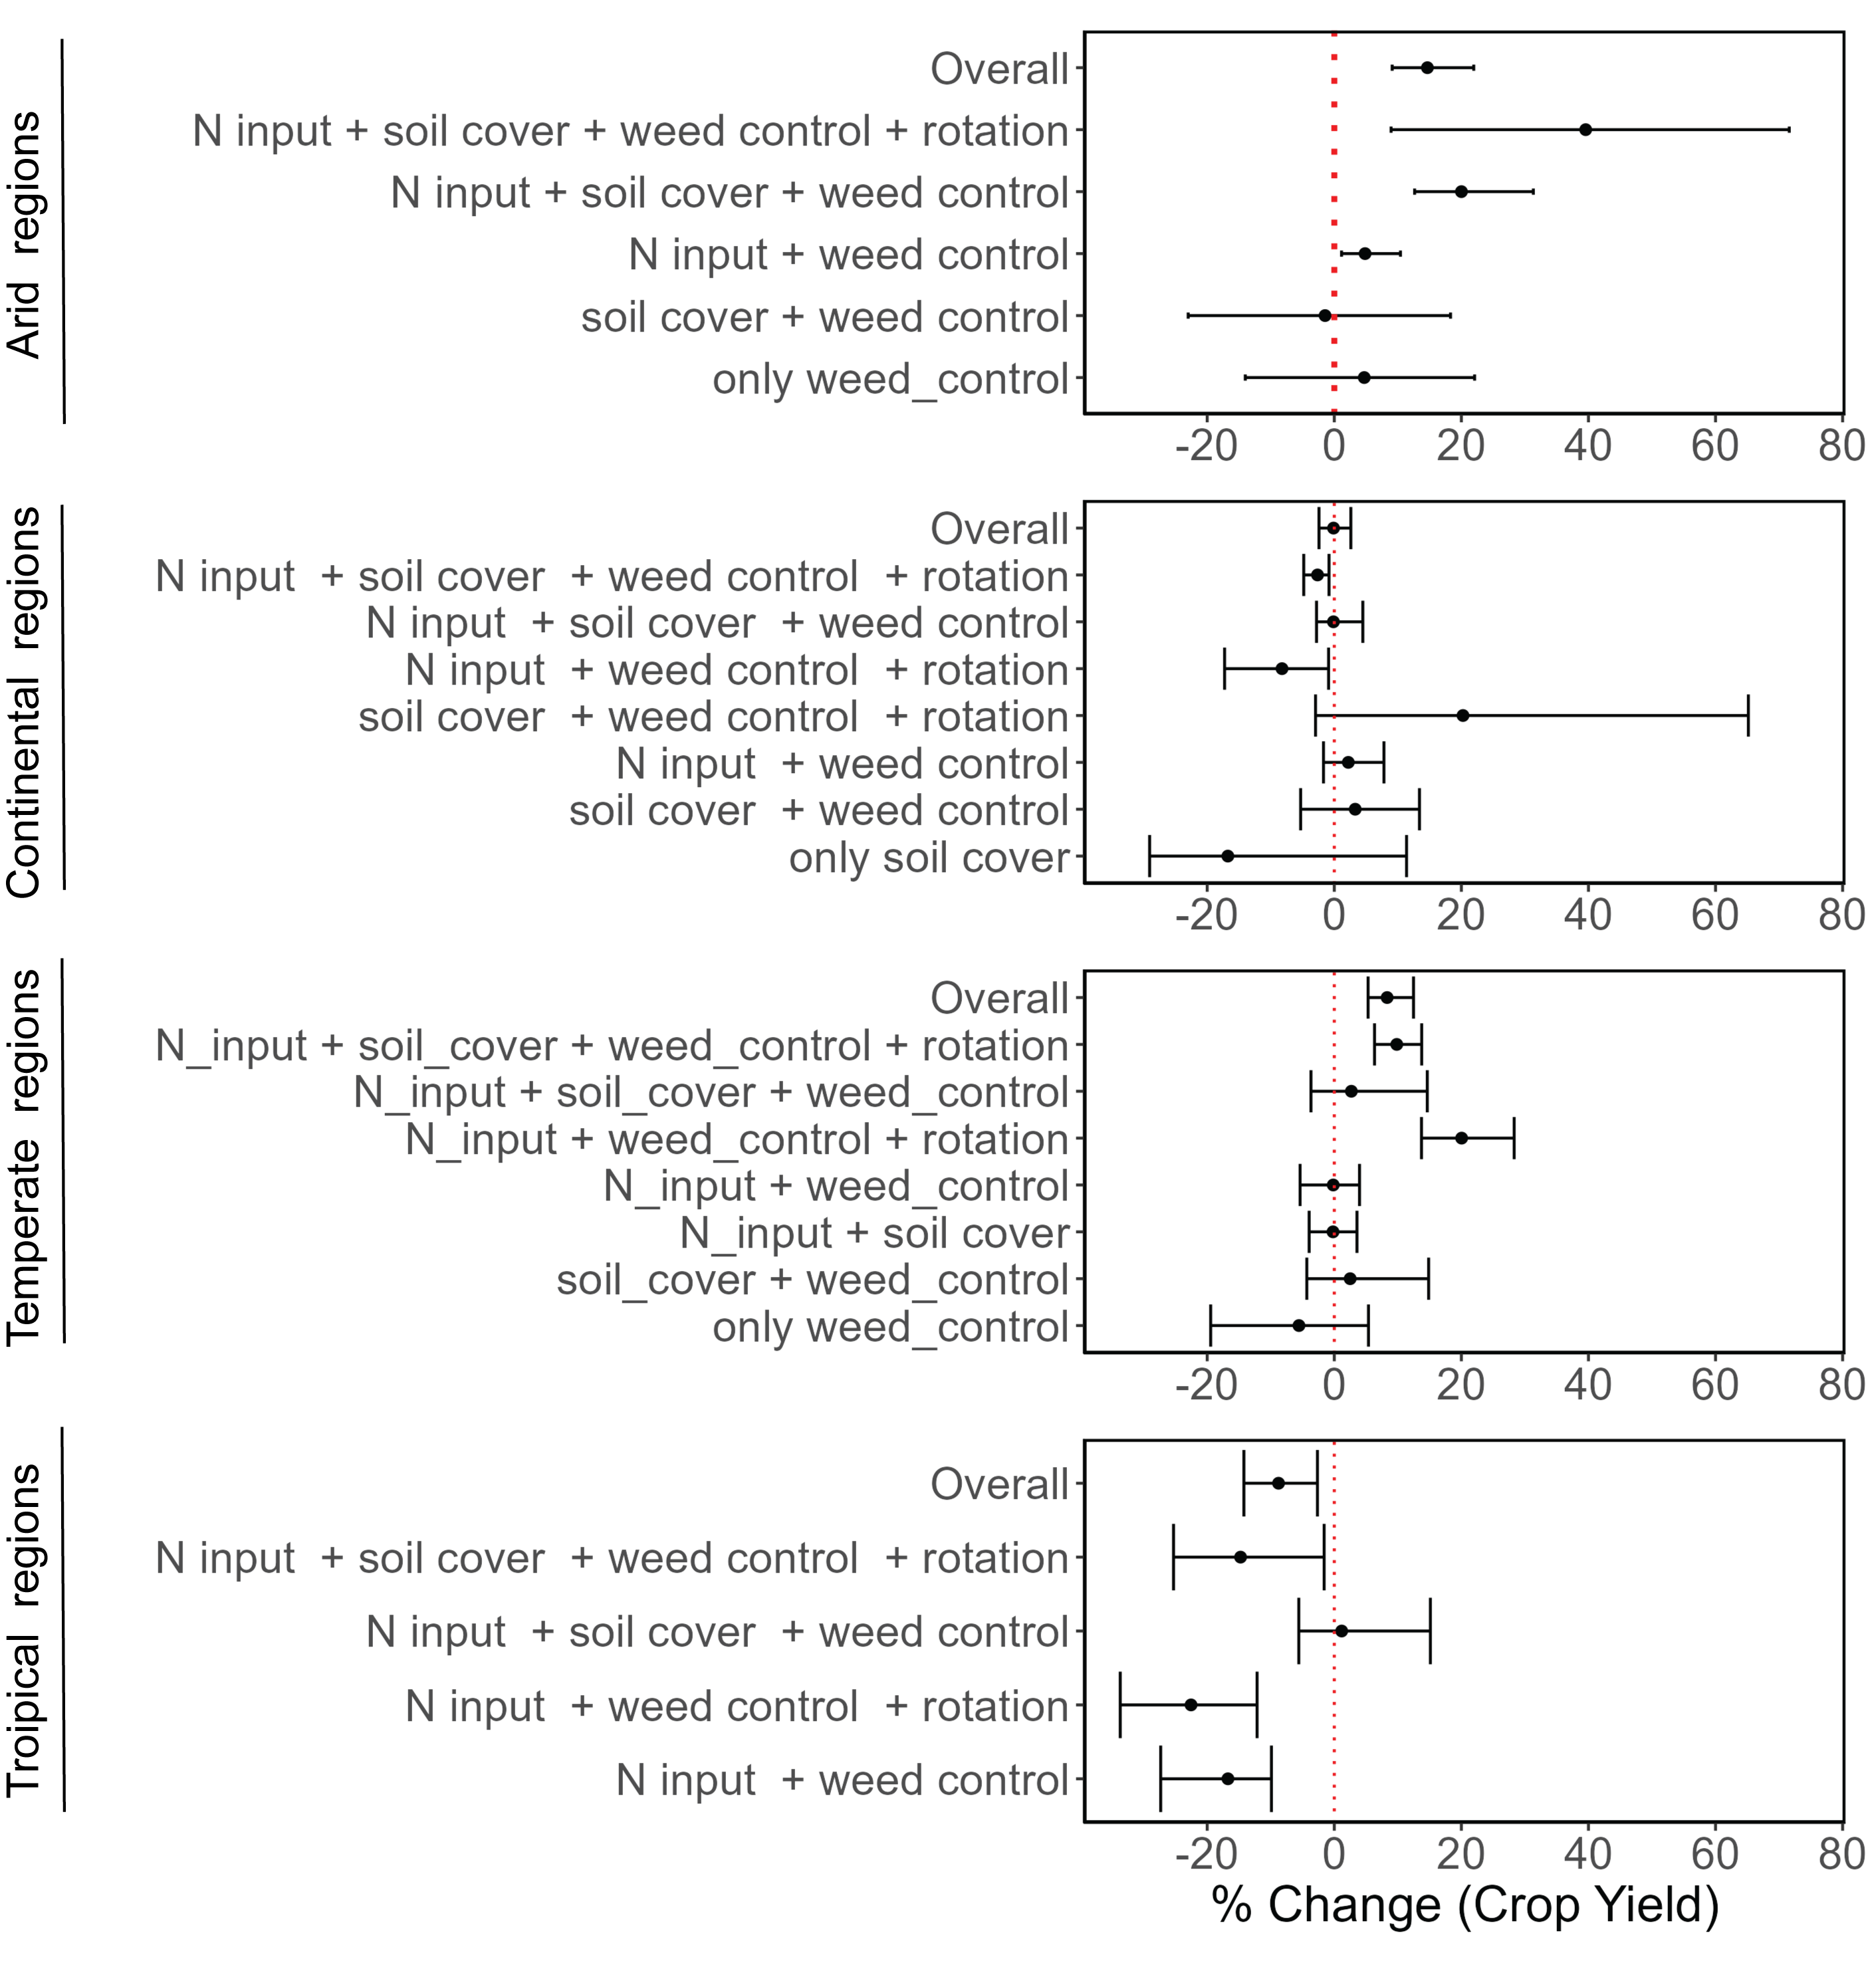 Arid regions
Overall
N input + soil cover + weed control + rotation
N input + soil cover + weed control
N input + weed control
soil cover + weed control
only weed_control
-20 0 20 40 60 80
Continental regions
Overall
N input + soil cover + weed control + rotation
N input + soil cover + weed control
N input + weed control + rotation
soil cover + weed control + rotation
N input + weed control
soil cover + weed control
only soil cover
-20 0 20 40 60 80
Temperate regions
Overall
N_input + soil_cover + weed_control + rotation
N_input + soil_cover + weed_control
N_input + weed_control + rotation
N_input + weed_control
N_input + soil cover
soil_cover + weed_control
only weed_control
-20 0 20 40 60 80
Troipical regions
Overall
N input + soil cover + weed control + rotation
N input + soil cover + weed control
N input + weed control + rotation
N input + weed control
-20 0 20 40 60 80
% Change (Crop Yield)